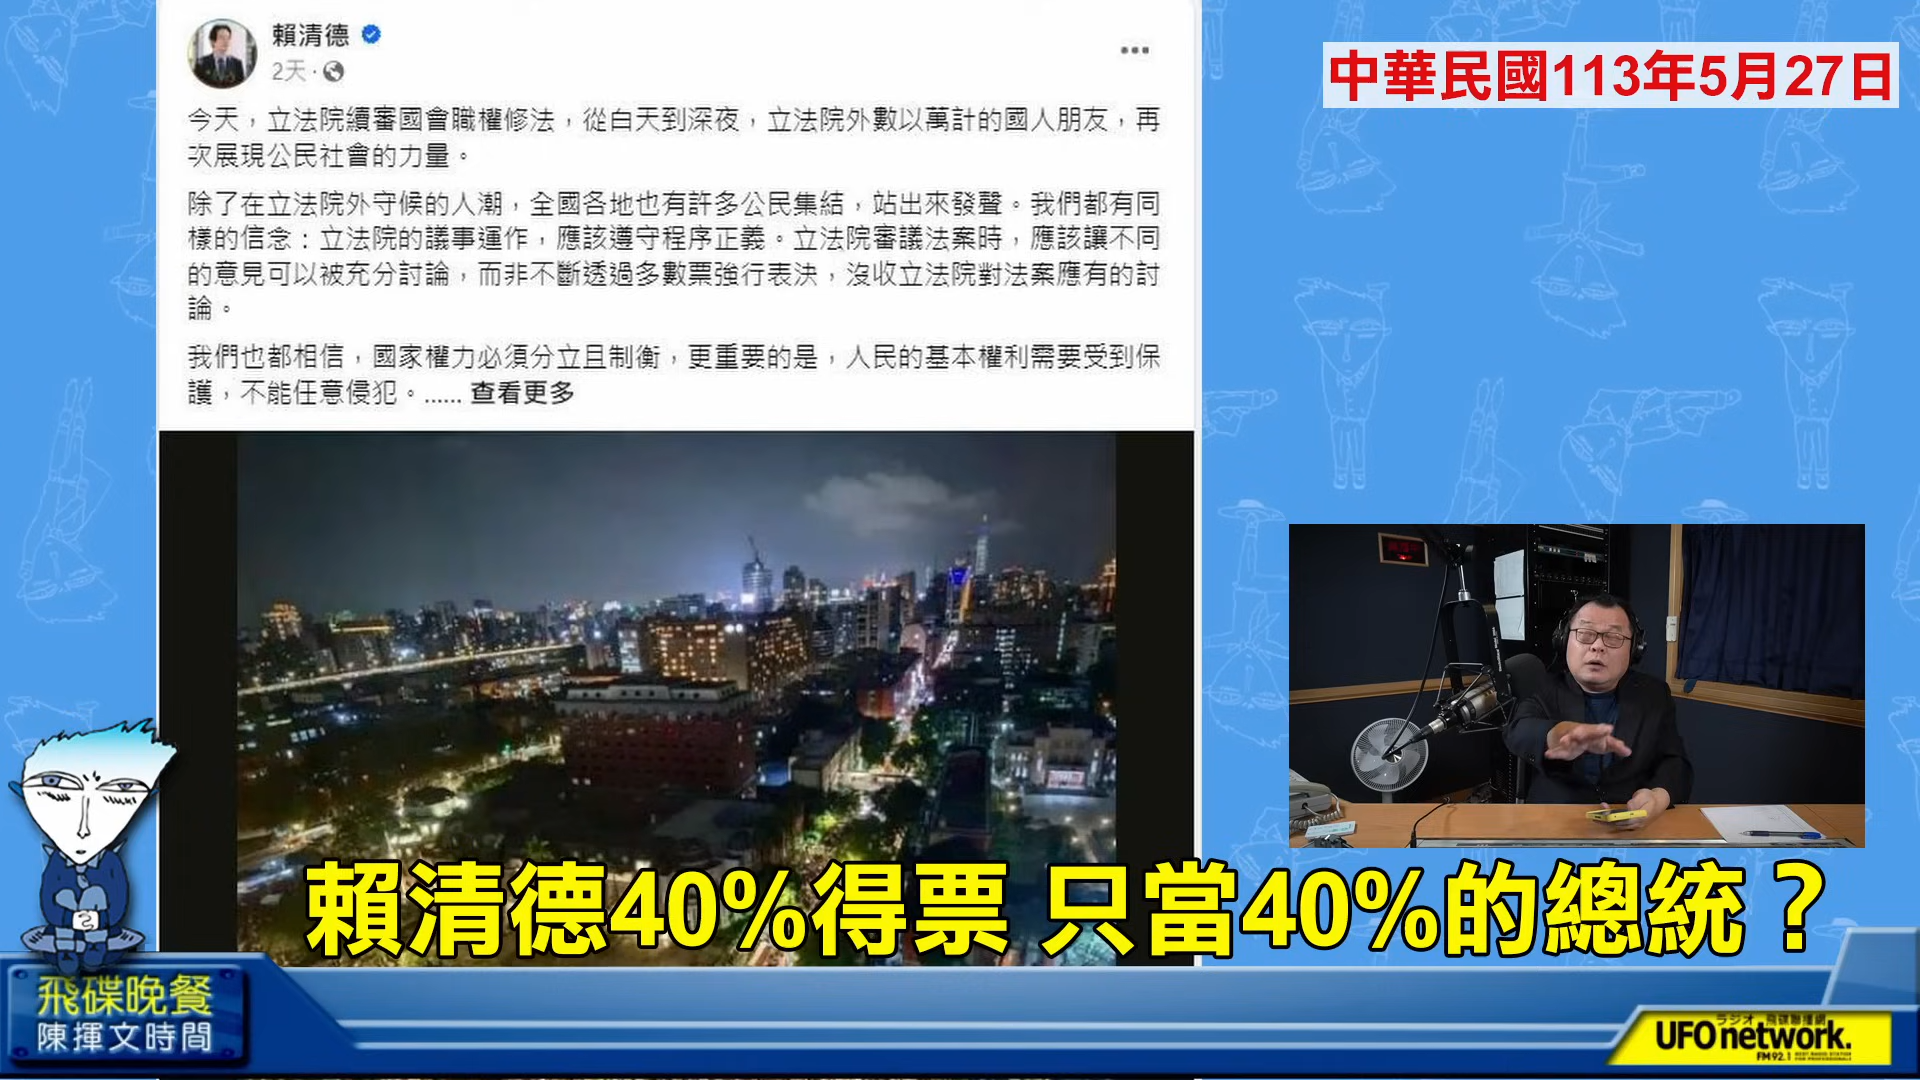 賴清德
2天
中華民國113年5月27日
今天，立法院續審國會職權修法，從白天到深夜，立法院外數以萬計的國人朋友，再
次展現公民社會的力量。
除了在立法院外守候的人潮，全國各地也有許多公民集結，站出來發聲。我們都有同
樣的信念：立法院的議事運作，應該遵守程序正義。立法院審議法案時，應該讓不同
的意見可以被充分討論，而非不斷透過多數票強行表決，沒收立法院對法案應有的討
論。
我們也都相信，國家權力必須分立且制衡，更重要的是，人民的基本權利需要受到保
護，不能任意侵犯。...... 查看更多
賴清德40%得票 只當40%的總統？
飛碟晚餐
陳揮文時間
ラジオ 飛碟聯播網
UFO network.
FM92.1